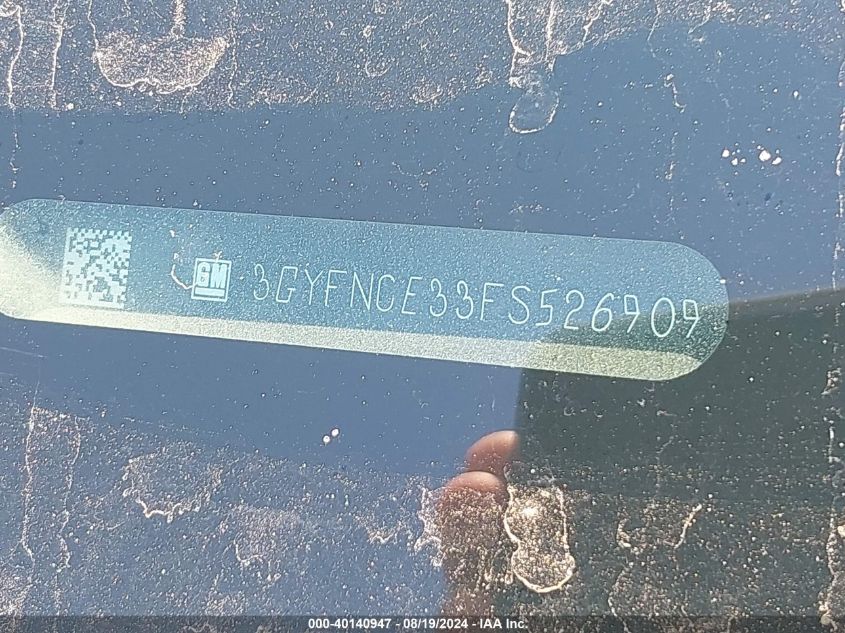 GM 3GYFNCE33FS526909
000-40140947 - 08/19/2024 - IAA Inc.